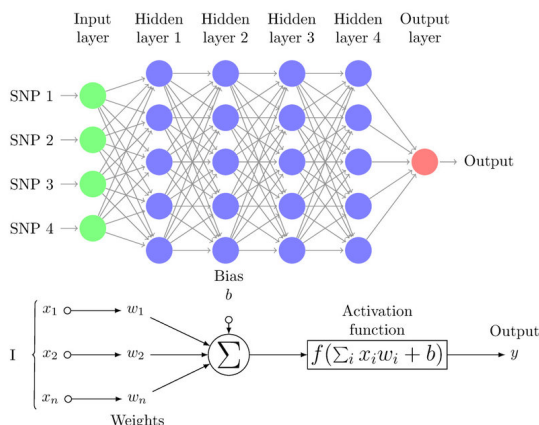 Input layer
Hidden layer 1
Hidden layer 2
Hidden layer 3
Hidden layer 4
Output layer
SNP 1
SNP 2
SNP 3
SNP 4
Output
Bias
b
I
x₁ w₁
x₂ w₂
xₙ wₙ
Weights
∑
Activation function
f(∑ᵢ xᵢwᵢ + b)
Output
y